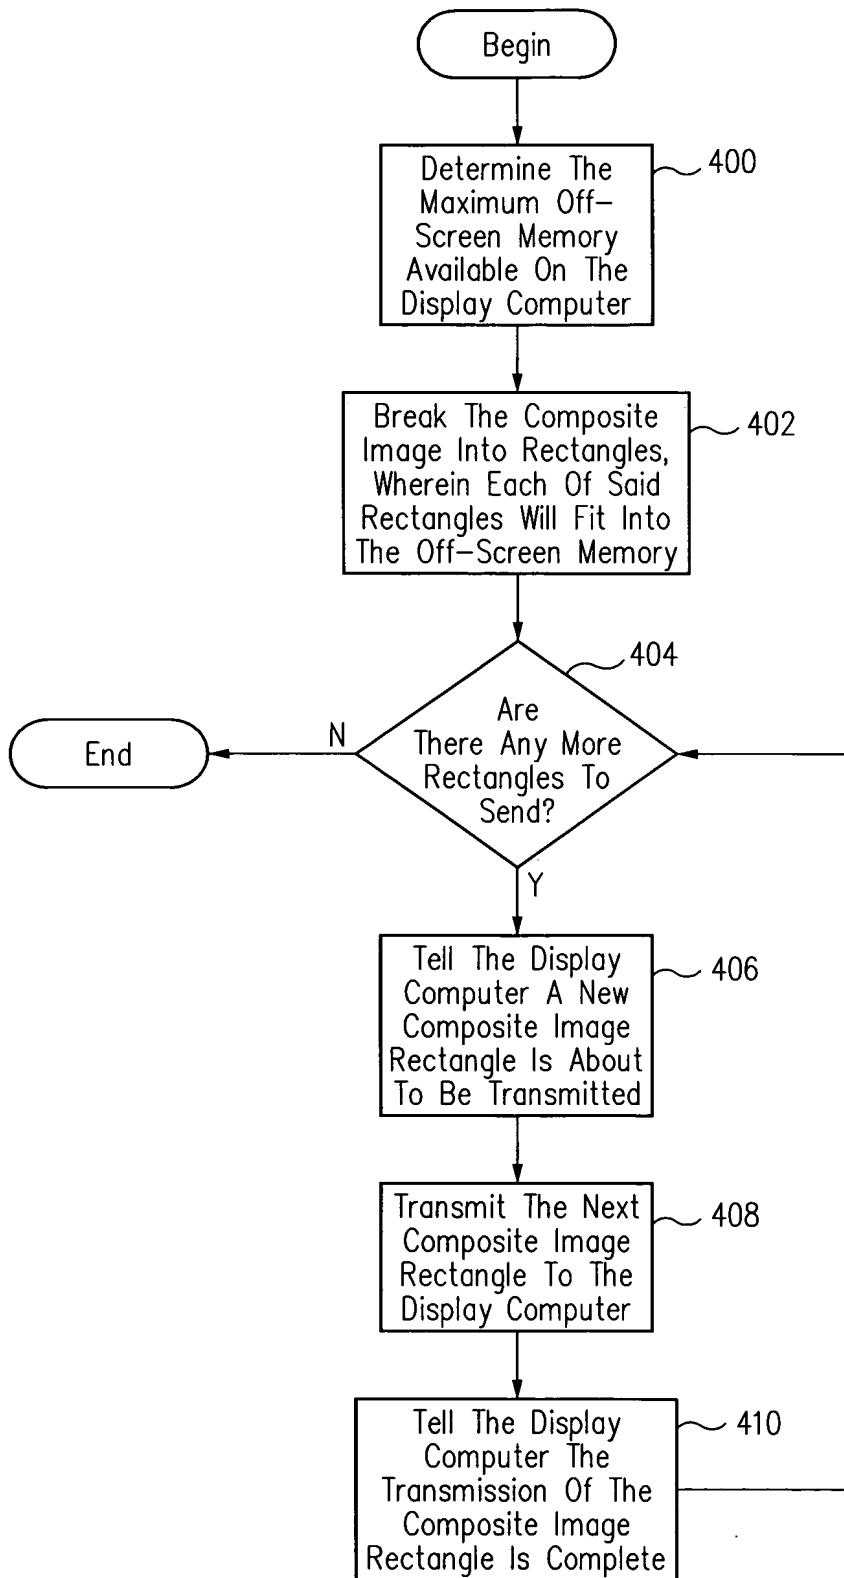 Begin
400
Determine The
Maximum Off-
Screen Memory
Available On The
Display Computer
402
Break The Composite
Image Into Rectangles,
Wherein Each Of Said
Rectangles Will Fit Into
The Off-Screen Memory
404
Are
There Any More
Rectangles To
Send?
N
End
Y
406
Tell The Display
Computer A New
Composite Image
Rectangle Is About
To Be Transmitted
408
Transmit The Next
Composite Image
Rectangle To The
Display Computer
410
Tell The Display
Computer The
Transmission Of The
Composite Image
Rectangle Is Complete